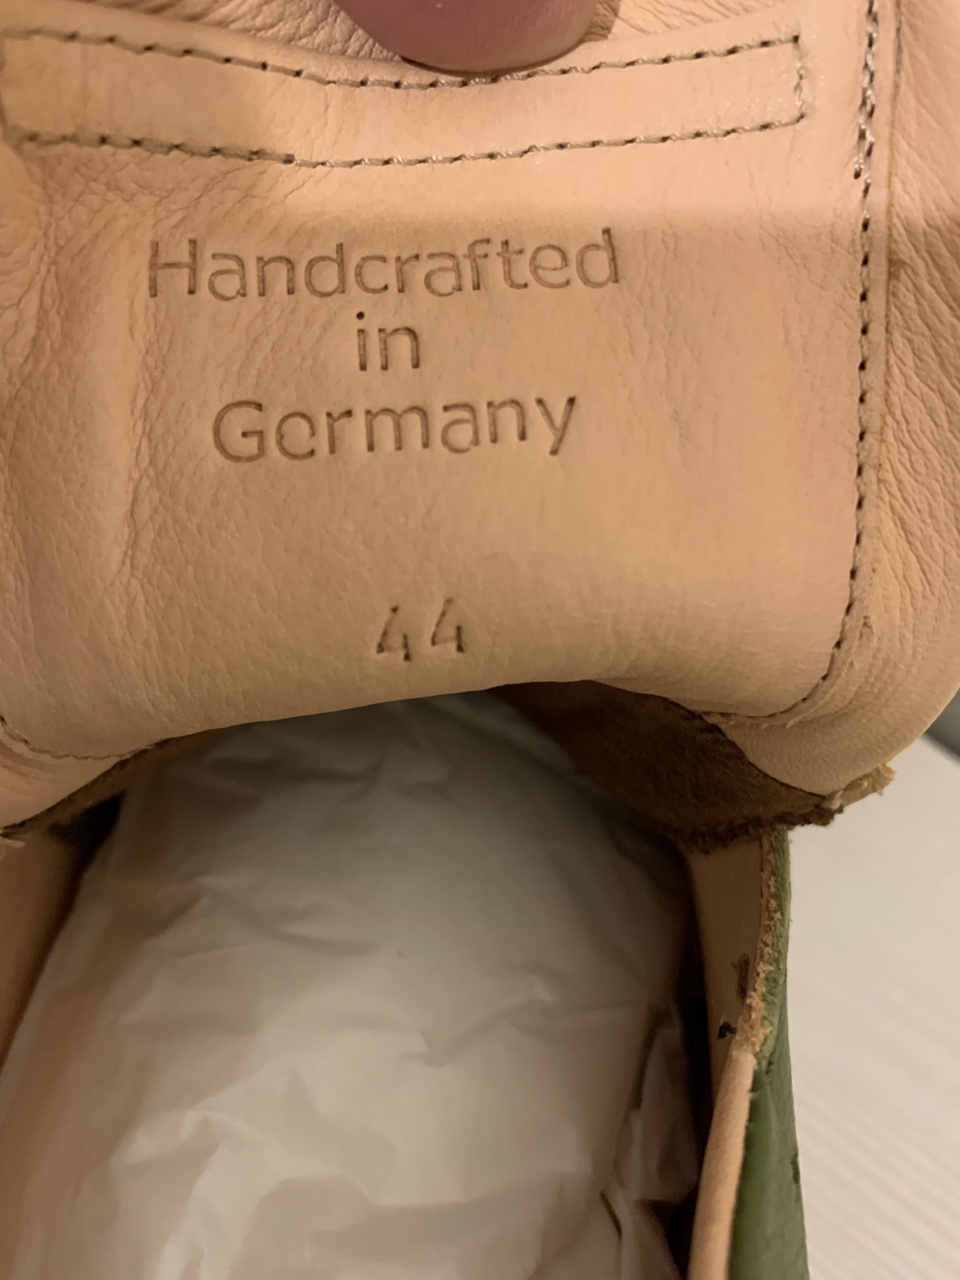 Handcrafted
in
Germany
44